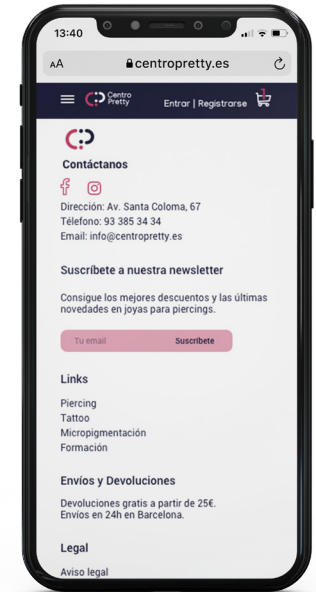 13:40
AA centropretty.es
Centro
Pretty
Entrar | Registrarse
1
Contáctanos
Dirección: Av. Santa Coloma, 67
Télefono: 93 385 34 34
Email: info@centropretty.es
Suscríbete a nuestra newsletter
Consigue los mejores descuentos y las últimas
novedades en joyas para piercings.
Tu email Suscribete
Links
Piercing
Tattoo
Micropigmentación
Formación
Envíos y Devoluciones
Devoluciones gratis a partir de 25€.
Envíos en 24h en Barcelona.
Legal
Aviso legal